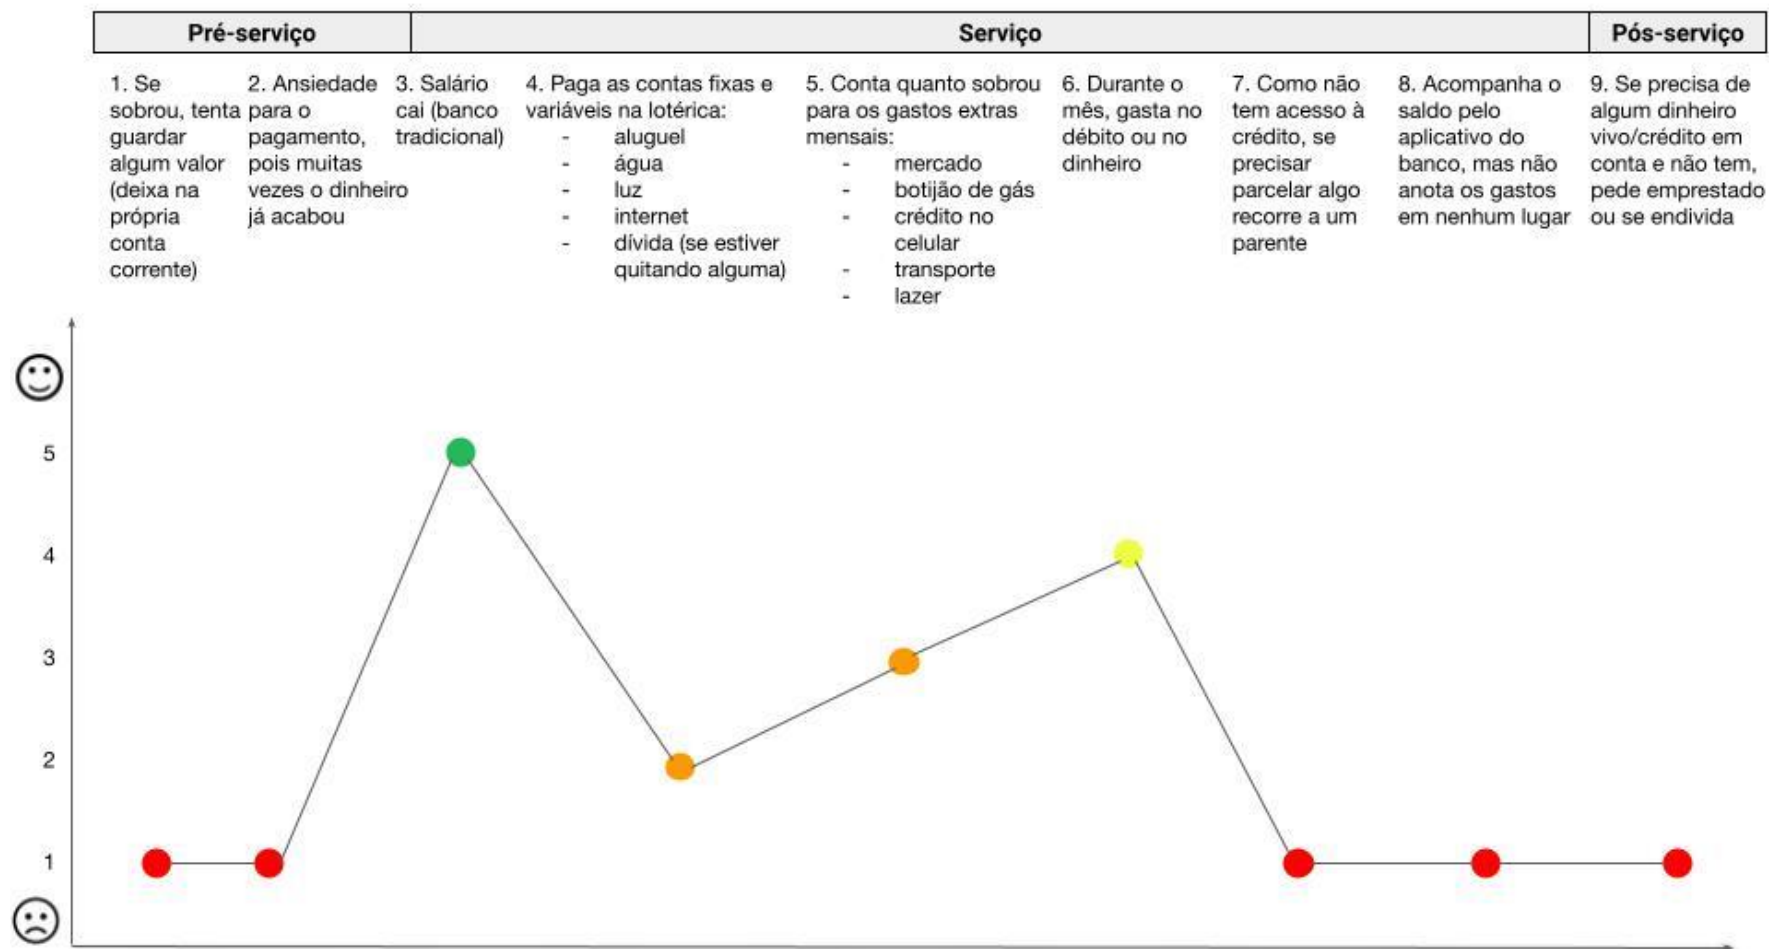 Pré-serviço
Serviço
Pós-serviço
1. Se
sobrou, tenta
guardar
algum valor
(deixa na
própria
conta
corrente)
2. Ansiedade
para o
pagamento,
pois muitas
vezes o dinheiro
já acabou
3. Salário
cai (banco
tradicional)
4. Paga as contas fixas e
variáveis na lotérica:
- aluguel
- água
- luz
- internet
- dívida (se estiver
quitando alguma)
5. Conta quanto sobrou
para os gastos extras
mensais:
- mercado
- botijão de gás
- crédito no
celular
- transporte
- lazer
6. Durante o
mês, gasta no
débito ou no
dinheiro
7. Como não
tem acesso à
crédito, se
precisar
parcelar algo
recorre a um
parente
8. Acompanha o
saldo pelo
aplicativo do
banco, mas não
anota os gastos
em nenhum lugar
9. Se precisa de
algum dinheiro
vivo/crédito em
conta e não tem,
pede emprestado
ou se endivida
5
4
3
2
1